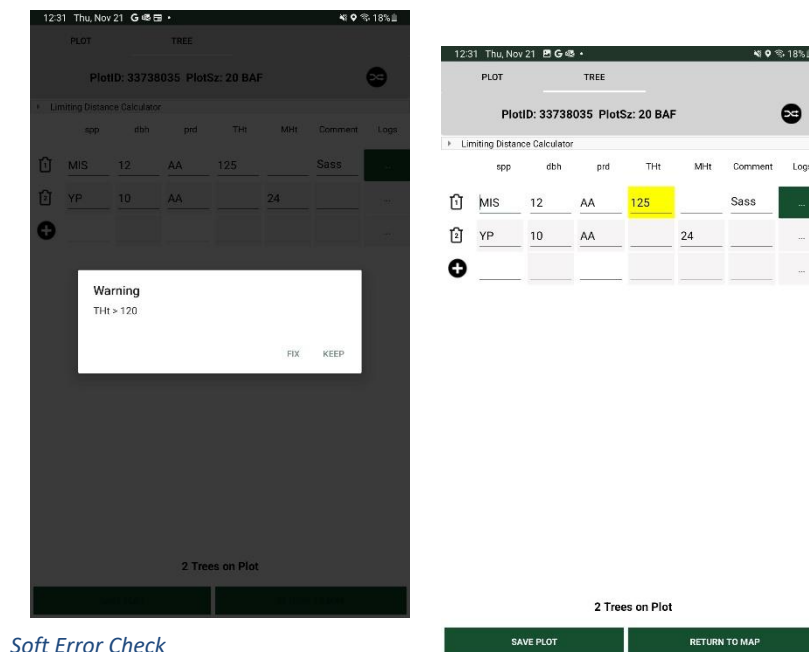 12:31 Thu, Nov 21 G • 18%
PLOT TREE
PlotID: 33738035 PlotSz: 20 BAF
Limiting Distance Calculator
spp dbh prd THt MHt Comment Logs
1 MIS 12 AA 125 Sass ...
2 YP 10 AA 24 ...
...
Warning
THt > 120
FIX KEEP
2 Trees on Plot
Soft Error Check
12:31 Thu, Nov 21 G • 18%
PLOT TREE
PlotID: 33738035 PlotSz: 20 BAF
Limiting Distance Calculator
spp dbh prd THt MHt Comment Logs
1 MIS 12 AA 125 Sass ...
2 YP 10 AA 24 ...
...
2 Trees on Plot
SAVE PLOT RETURN TO MAP